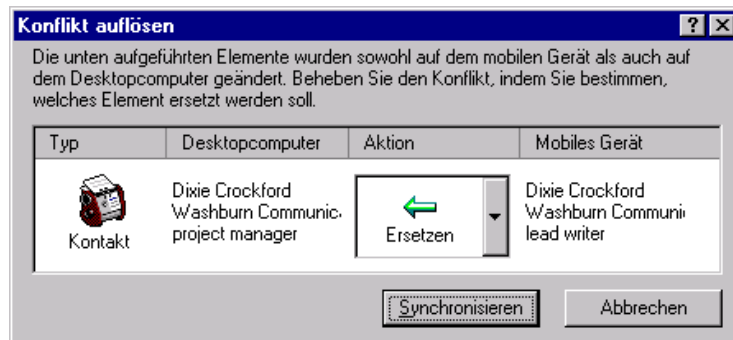 Konflikt auflösen
Die unten aufgeführten Elemente wurden sowohl auf dem mobilen Gerät als auch auf
dem Desktopcomputer geändert. Beheben Sie den Konflikt, indem Sie bestimmen,
welches Element ersetzt werden soll.
Typ Desktopcomputer Aktion Mobiles Gerät
Kontakt
Dixie Crockford
Washburn Communic
project manager
Ersetzen
Dixie Crockford
Washburn Communi
lead writer
Synchronisieren Abbrechen